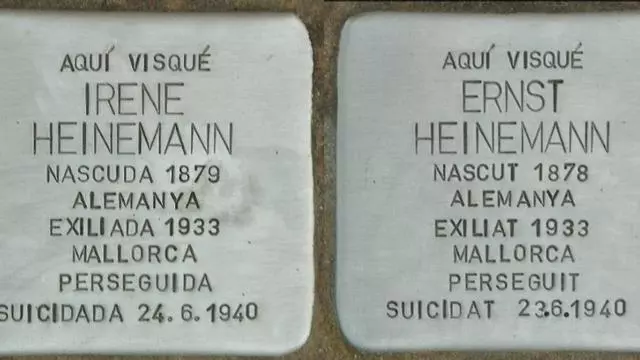 AQUÍ VISQUÉ
IRENE
HEINEMANN
NASCUDA 1879
ALEMANYA
EXILIADA 1933
MALLORCA
PERSEGUIDA
SUICIDADA 24.6.1940
AQUÍ VISQUÉ
ERNST
HEINEMANN
NASCUT 1878
ALEMANYA
EXILIAT 1933
MALLORCA
PERSEGUIT
SUICIDAT 23.6.1940